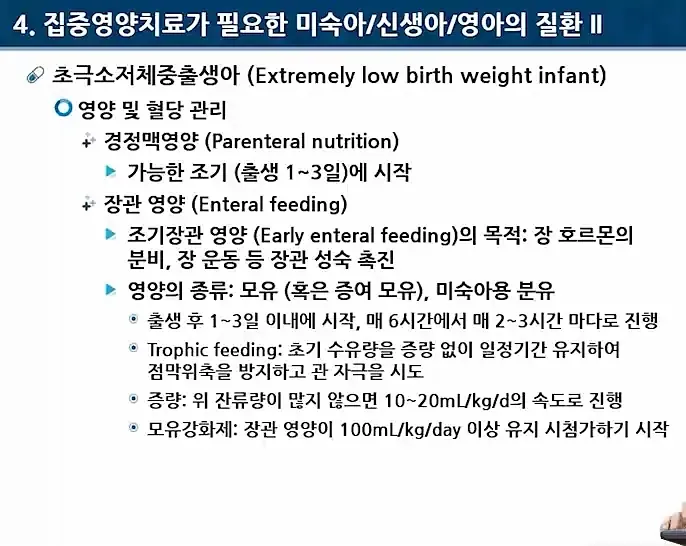 4. 집중영양치료가 필요한 미숙아/신생아/영아의 질환 II
초극소저체중출생아 (Extremely low birth weight infant)
영양 및 혈당 관리
경정맥영양 (Parenteral nutrition)
가능한 조기 (출생 1~3일)에 시작
장관 영양 (Enteral feeding)
조기장관 영양 (Early enteral feeding)의 목적: 장 호르몬의
분비, 장 운동 등 장관 성숙 촉진
영양의 종류: 모유 (혹은 증여 모유), 미숙아용 분유
출생 후 1~3일 이내에 시작, 매 6시간에서 매 2~3시간 마다로 진행
Trophic feeding: 초기 수유량을 증량 없이 일정기간 유지하여
점막위축을 방지하고 관 자극을 시도
증량: 위 잔류량이 많지 않으면 10~20mL/kg/d의 속도로 진행
모유강화제: 장관 영양이 100mL/kg/day 이상 유지 시첨가하기 시작